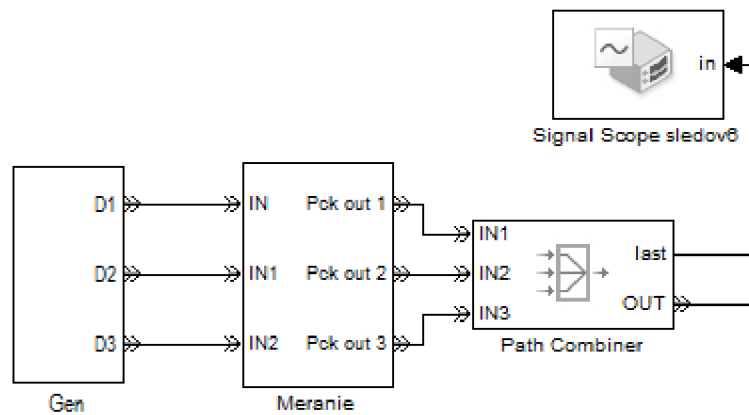 in
Signal Scope sledov6
D1
IN
Pck out 1
IN1
last
D2
IN1
Pck out 2
IN2
OUT
D3
IN2
Pck out 3
IN3
Path Combiner
Gen
Meranie